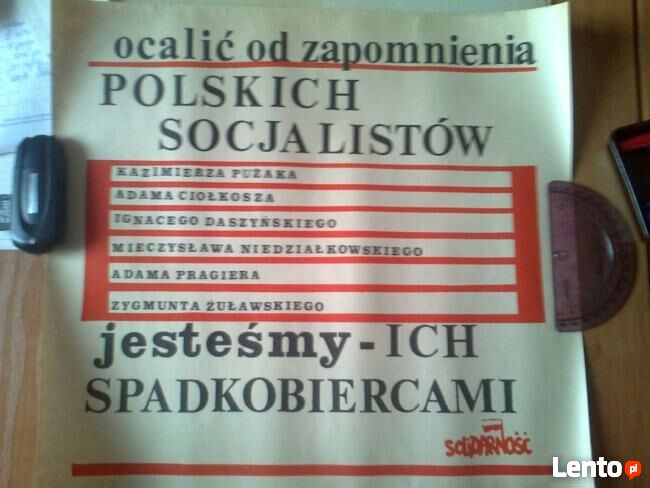 ocalić od zapomnienia
POLSKICH
SOCJALISTÓW
KAZIMIERZA PUŻAKA
ADAMA CIOŁKOSZA
IGNACEGO DASZYŃSKIEGO
MIECZYSŁAWA NIEDZIAŁKOWSKIEGO
ADAMA PRAGIERA
ZYGMUNTA ŻUŁAWSKIEGO
jesteśmy - ICH
SPADKOBIERCAMI
SOLIDARNOŚĆ
Lento.pl